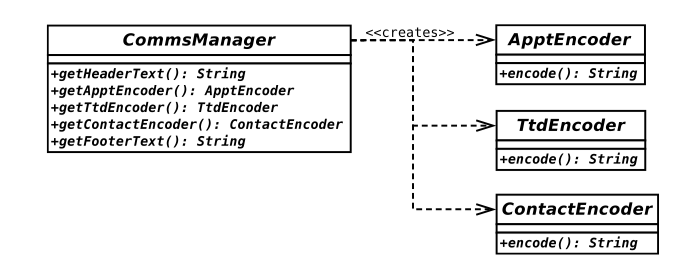 CommsManager
+getHeaderText(): String
+getApptEncoder(): ApptEncoder
+getTtdEncoder(): TtdEncoder
+getContactEncoder(): ContactEncoder
+getFooterText(): String
<<creates>>
ApptEncoder
+encode(): String
TtdEncoder
+encode(): String
ContactEncoder
+encode(): String